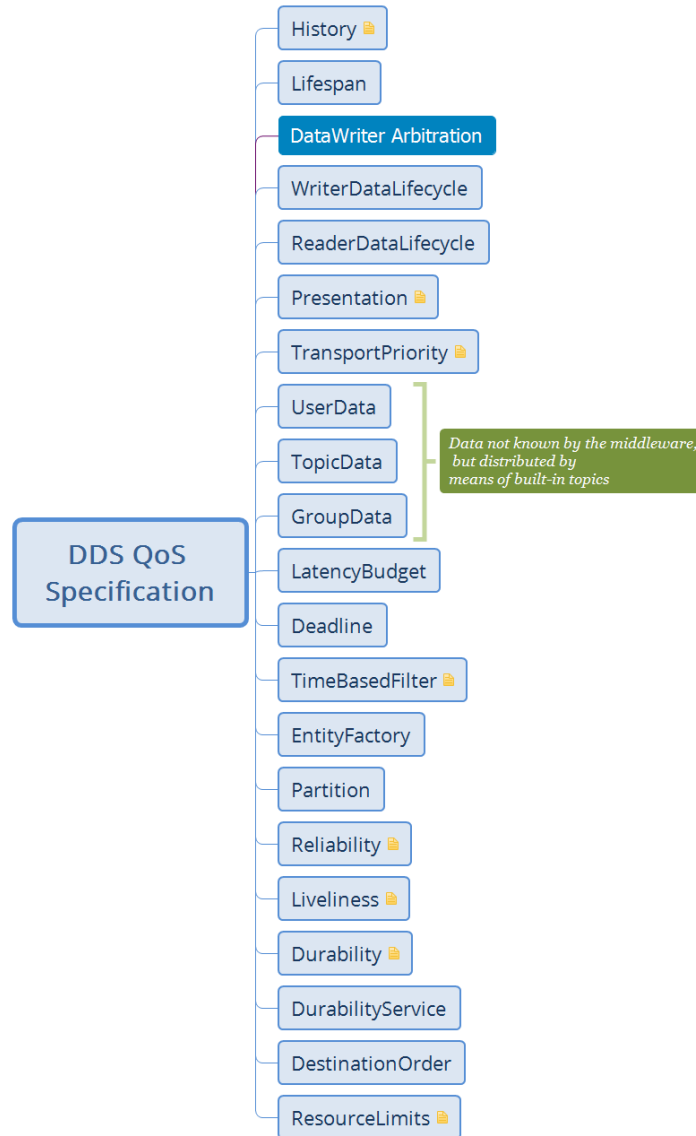 History
Lifespan
DataWriter Arbitration
WriterDataLifecycle
ReaderDataLifecycle
Presentation
TransportPriority
UserData
TopicData
GroupData
Data not known by the middleware,
but distributed by
means of built-in topics
DDS QoS
Specification
LatencyBudget
Deadline
TimeBasedFilter
EntityFactory
Partition
Reliability
Liveliness
Durability
DurabilityService
DestinationOrder
ResourceLimits